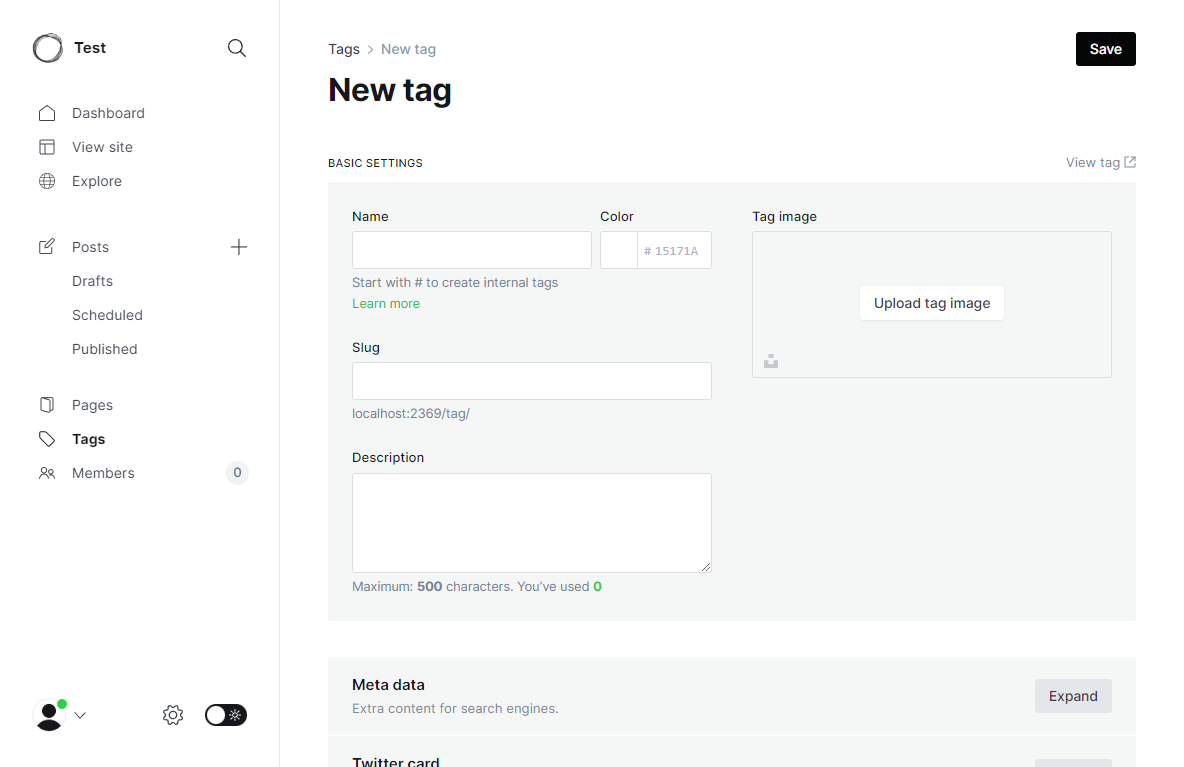 Test
Dashboard
View site
Explore
Posts
Drafts
Scheduled
Published
Pages
Tags
Members 0
Tags > New tag
Save
New tag
BASIC SETTINGS
View tag
Name
Color
# 15171A
Start with # to create internal tags
Learn more
Slug
localhost:2369/tag/
Description
Maximum: 500 characters. You’ve used 0
Tag image
Upload tag image
Meta data
Extra content for search engines.
Expand
Twitter card